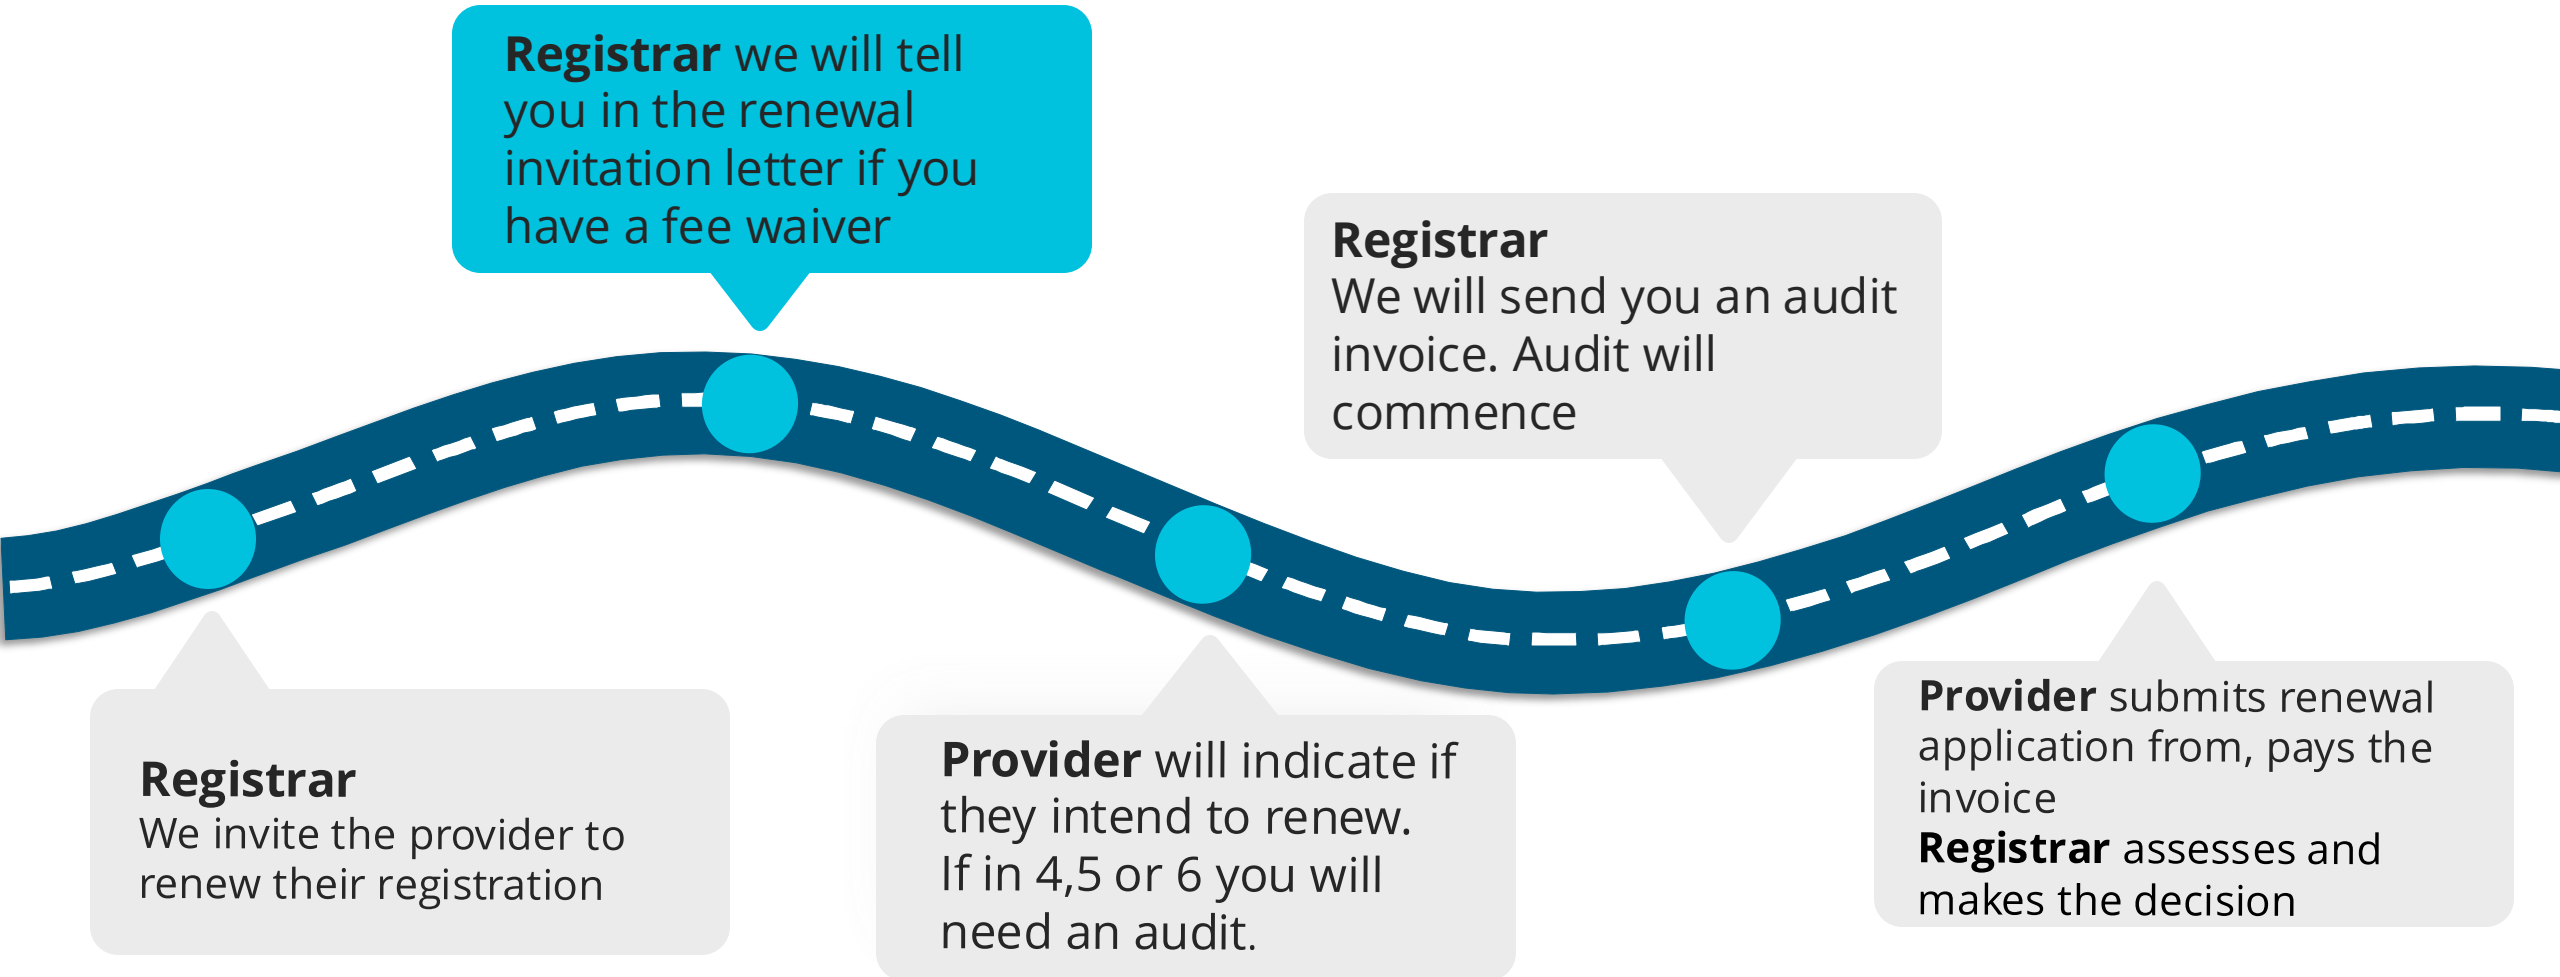 Registrar
We invite the provider to
renew their registration
Registrar we will tell
you in the renewal
invitation letter if you
have a fee waiver
Provider will indicate if
they intend to renew.
If in 4,5 or 6 you will
need an audit.
Registrar
We will send you an audit
invoice. Audit will
commence
Provider submits renewal
application from, pays the
invoice
Registrar assesses and
makes the decision